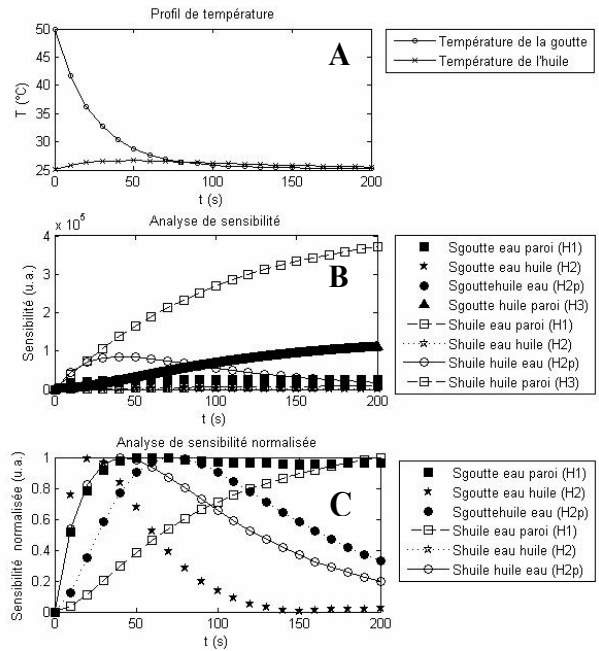 Profil de température
50
45
40
35
30
25
T (°C)
A
0 50 100 150 200
t (s)
Température de la goutte
Température de l'huile
x 10^5
Analyse de sensibilité
4
3
2
1
0
Sensibilité (u.a.)
B
0 50 100 150 200
t (s)
Sgoutte eau paroi (H1)
Sgoutte eau huile (H2)
Sgouttehuile eau (H2p)
Sgoutte huile paroi (H3)
Shuile eau paroi (H1)
Shuile eau huile (H2)
Shuile huile eau (H2p)
Shuile huile paroi (H3)
Analyse de sensibilité normalisée
1
0.8
0.6
0.4
0.2
0
Sensibilité normalisée (u.a.)
C
0 50 100 150 200
t (s)
Sgoutte eau paroi (H1)
Sgoutte eau huile (H2)
Sgouttehuile eau (H2p)
Shuile eau paroi (H1)
Shuile eau huile (H2)
Shuile huile eau (H2p)